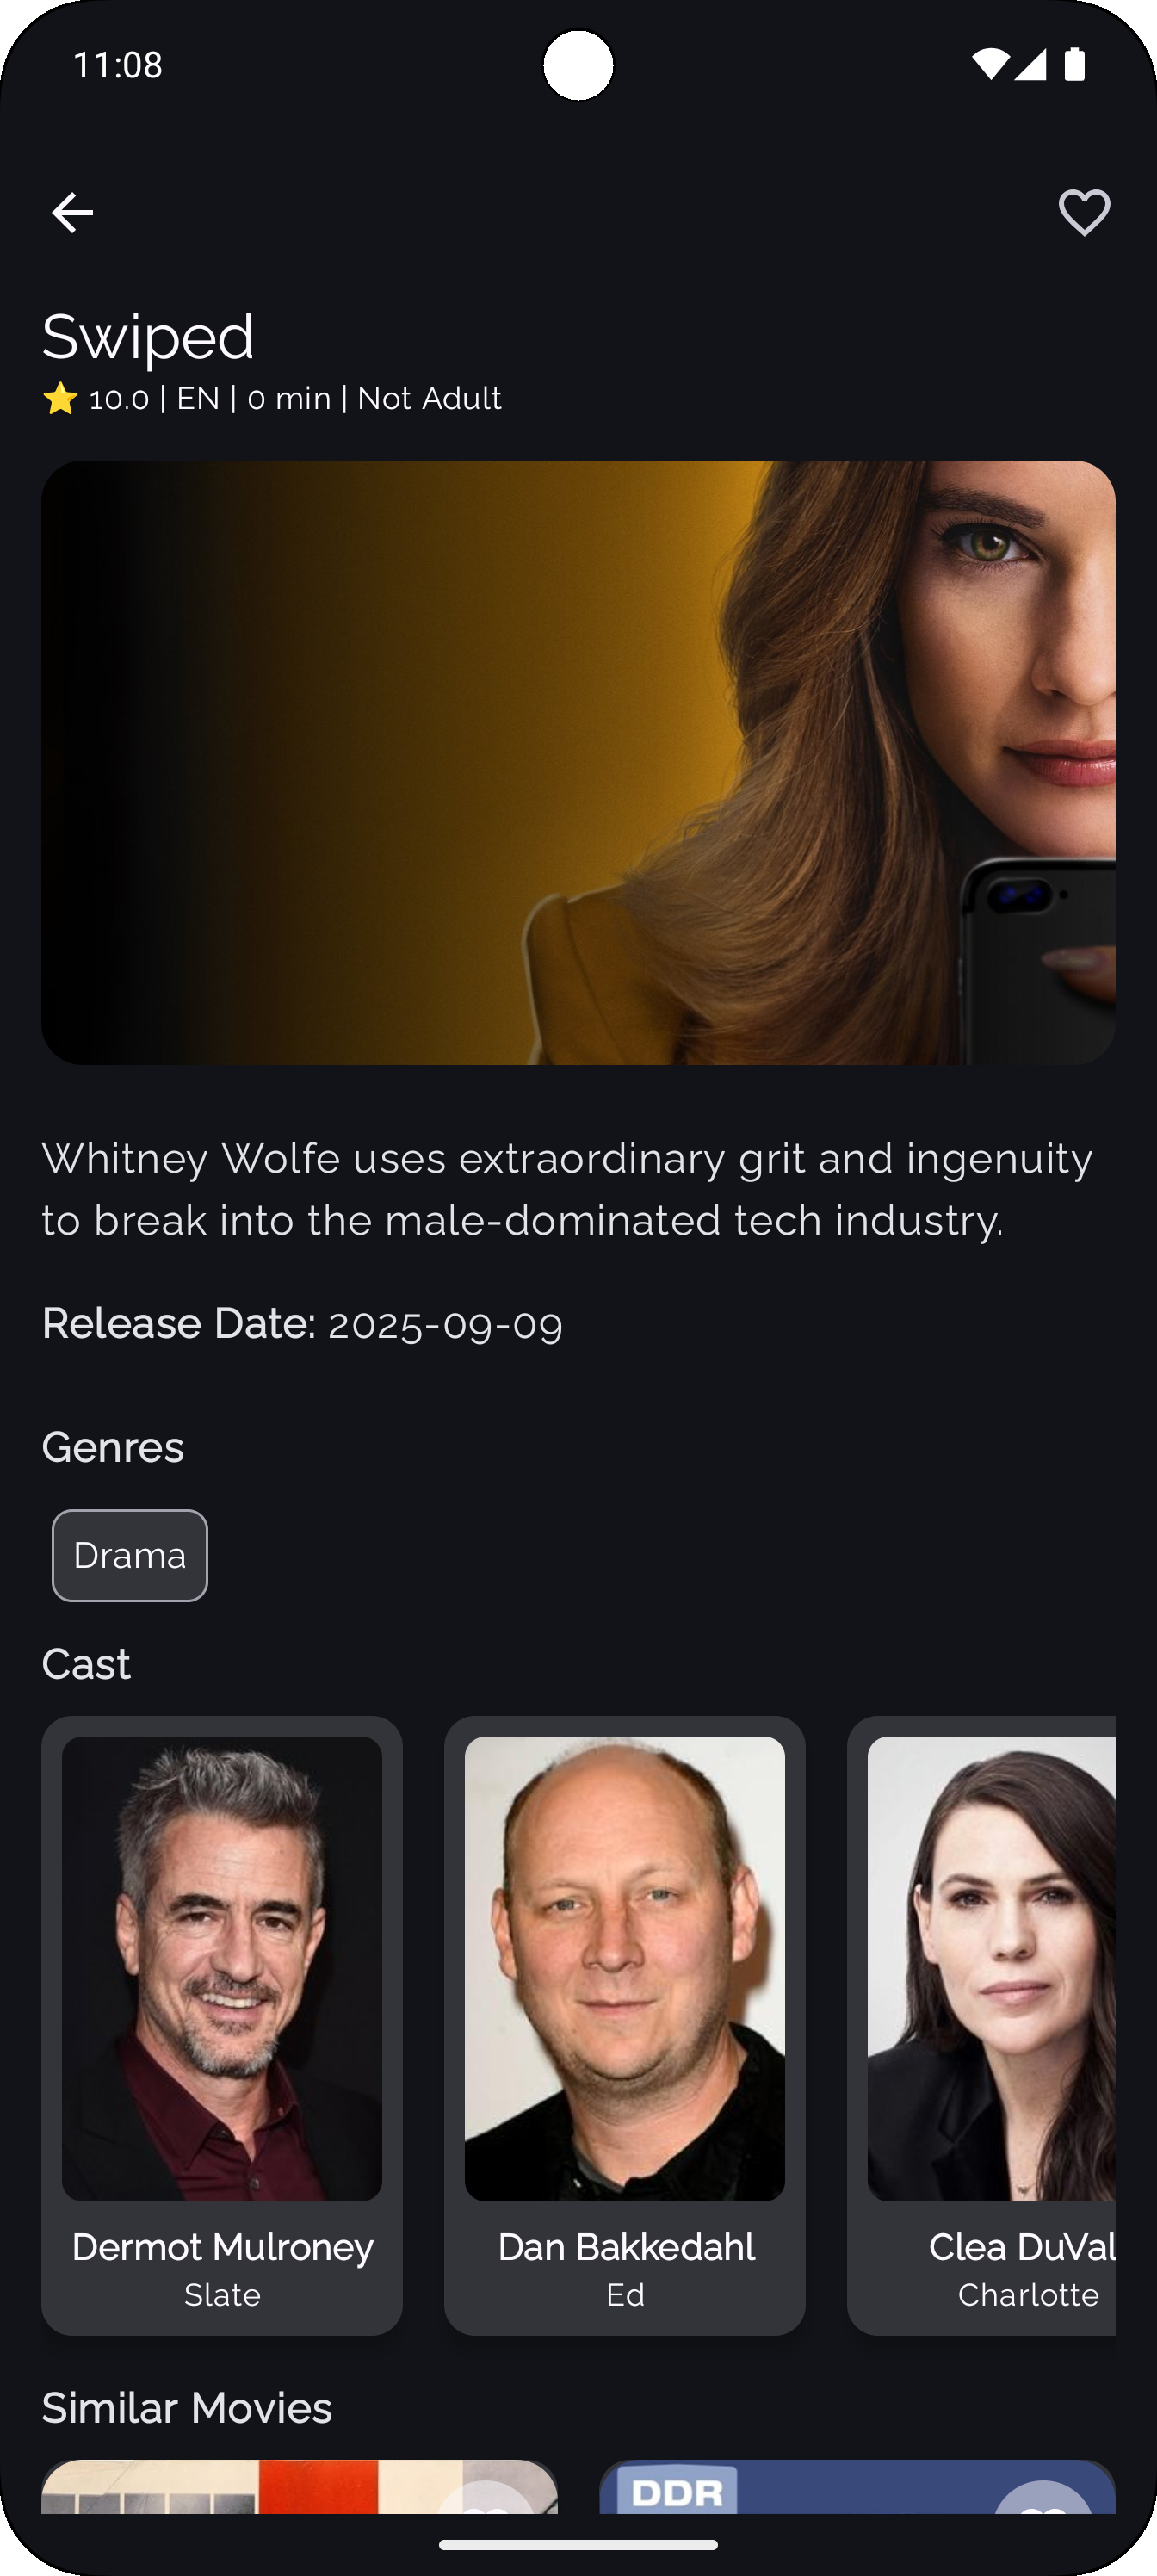 11:08
Swiped
⭐ 10.0 | EN | 0 min | Not Adult
Whitney Wolfe uses extraordinary grit and ingenuity
to break into the male-dominated tech industry.
Release Date: 2025-09-09
Genres
Drama
Cast
Dermot Mulroney
Slate
Dan Bakkedahl
Ed
Clea DuVal
Charlotte
Similar Movies
DDR